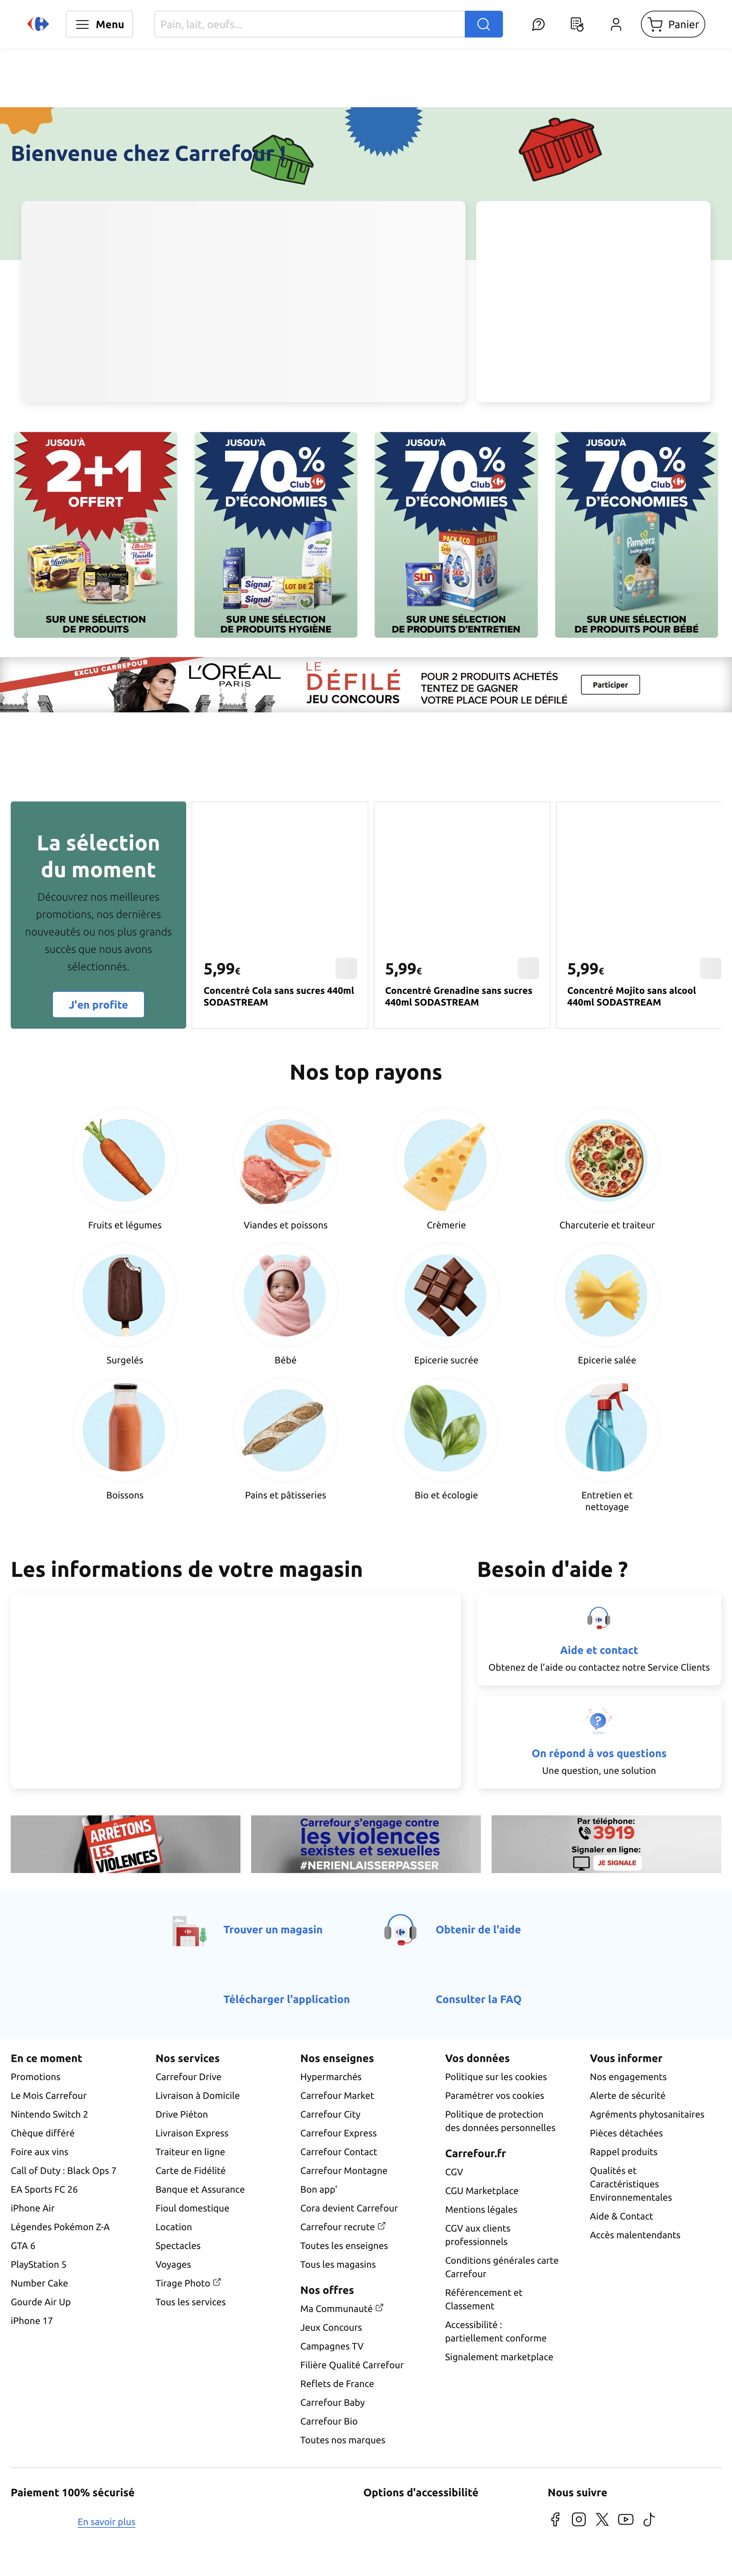 Menu
Pain, lait, oeufs...
Panier
Bienvenue chez Carrefour !
JUSQU'À
2+1
OFFERT
SUR UNE SÉLECTION
DE PRODUITS
JUSQU'À
70%
Club
D'ÉCONOMIES
Signal
Signal
LOT DE 2
SUR UNE SÉLECTION
DE PRODUITS HYGIÈNE
JUSQU'À
70%
Club
D'ÉCONOMIES
PACK ÉCO
sun
SUR UNE SÉLECTION
DE PRODUITS D'ENTRETIEN
JUSQU'À
70%
Club
D'ÉCONOMIES
Pampers
baby-dry
SUR UNE SÉLECTION
DE PRODUITS POUR BÉBÉ
EXCLU CARREFOUR
L'ORÉAL
PARIS
LE
DÉFILÉ
JEU CONCOURS
POUR 2 PRODUITS ACHETÉS
TENTEZ DE GAGNER
VOTRE PLACE POUR LE DÉFILÉ
Participer
La sélection
du moment
Découvrez nos meilleures
promotions, nos dernières
nouveautés ou nos plus grands
succès que nous avons
sélectionnés.
J'en profite
5,99€
Concentré Cola sans sucres 440ml
SODASTREAM
5,99€
Concentré Grenadine sans sucres
440ml SODASTREAM
5,99€
Concentré Mojito sans alcool
440ml SODASTREAM
Nos top rayons
Fruits et légumes
Viandes et poissons
Crèmerie
Charcuterie et traiteur
Surgelés
Bébé
Epicerie sucrée
Epicerie salée
Boissons
Pains et pâtisseries
Bio et écologie
Entretien et
nettoyage
Les informations de votre magasin
Besoin d'aide ?
Aide et contact
Obtenez de l'aide ou contactez notre Service Clients
On répond à vos questions
Une question, une solution
ARRÊTONS
LES
VIOLENCES
Carrefour s'engage contre
les violences
sexistes et sexuelles
#NERIENLAISSERPASSER
Par téléphone:
3919
Signaler en ligne:
JE SIGNALE
Trouver un magasin
Obtenir de l'aide
Télécharger l'application
Consulter la FAQ
En ce moment
Promotions
Le Mois Carrefour
Nintendo Switch 2
Chèque différé
Foire aux vins
Call of Duty : Black Ops 7
EA Sports FC 26
iPhone Air
Légendes Pokémon Z-A
GTA 6
PlayStation 5
Number Cake
Gourde Air Up
iPhone 17
Nos services
Carrefour Drive
Livraison à Domicile
Drive Piéton
Livraison Express
Traiteur en ligne
Carte de Fidélité
Banque et Assurance
Fioul domestique
Location
Spectacles
Voyages
Tirage Photo
Tous les services
Nos enseignes
Hypermarchés
Carrefour Market
Carrefour City
Carrefour Express
Carrefour Contact
Carrefour Montagne
Bon app'
Cora devient Carrefour
Carrefour recrute
Toutes les enseignes
Tous les magasins
Nos offres
Ma Communauté
Jeux Concours
Campagnes TV
Filière Qualité Carrefour
Reflets de France
Carrefour Baby
Carrefour Bio
Toutes nos marques
Vos données
Politique sur les cookies
Paramétrer vos cookies
Politique de protection
des données personnelles
Carrefour.fr
CGV
CGU Marketplace
Mentions légales
CGV aux clients
professionnels
Conditions générales carte
Carrefour
Référencement et
Classement
Accessibilité :
partiellement conforme
Signalement marketplace
Vous informer
Nos engagements
Alerte de sécurité
Agréments phytosanitaires
Pièces détachées
Rappel produits
Qualités et
Caractéristiques
Environnementales
Aide & Contact
Accès malentendants
Paiement 100% sécurisé
En savoir plus
Options d'accessibilité
Nous suivre